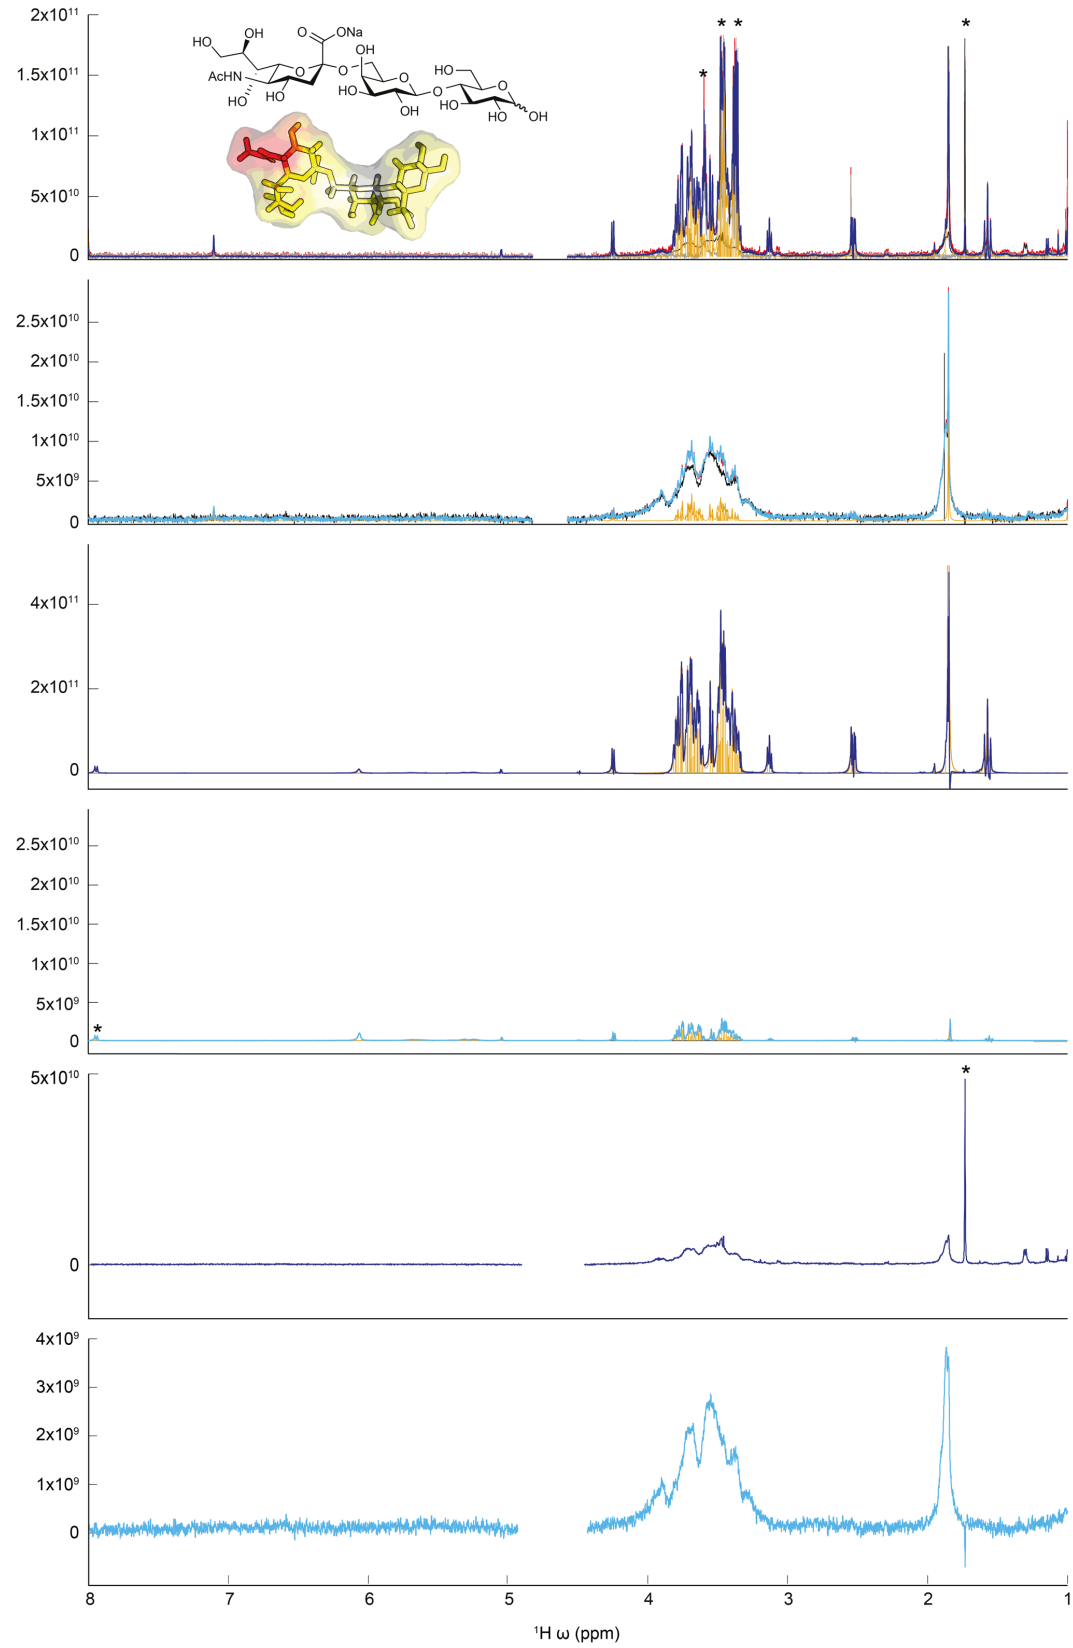 2x10¹¹
* * *
ONa
O
OH
HO
OH
O
O
HO
AcHN
O
O
O
HO
O
HO
OH
HO
OH
HO
OH
OH
1.5x10¹¹
*
1x10¹¹
5x10¹⁰
0
2.5x10¹⁰
2x10¹⁰
1.5x10¹⁰
1x10¹⁰
5x10⁹
0
4x10¹¹
2x10¹¹
0
2.5x10¹⁰
2x10¹⁰
1.5x10¹⁰
1x10¹⁰
5x10⁹
*
0
5x10¹⁰
*
0
4x10⁹
3x10⁹
2x10⁹
1x10⁹
0
8 7 6 5 4 3 2 1
¹H ω (ppm)